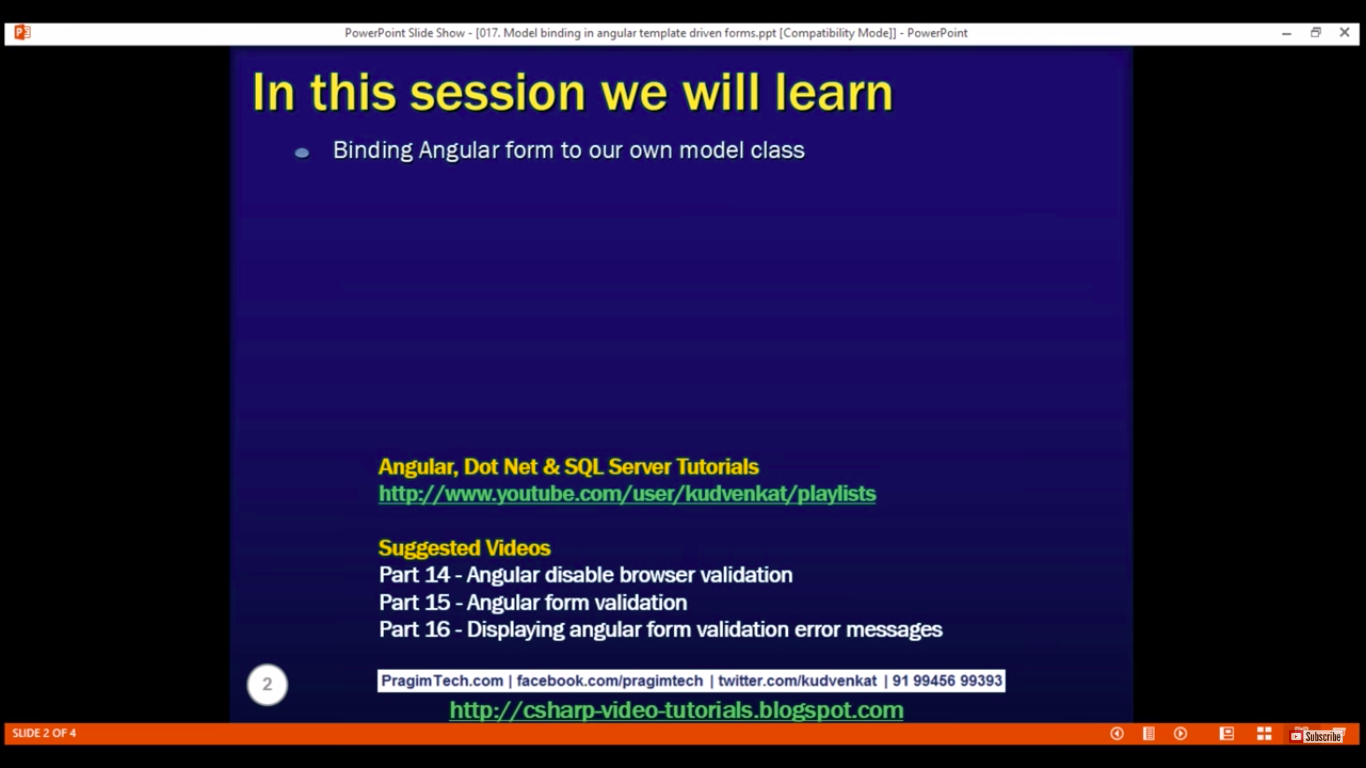 PowerPoint Slide Show - [017. Model binding in angular template driven forms.ppt [Compatibility Mode]] - PowerPoint
In this session we will learn
Binding Angular form to our own model class
Angular, Dot Net & SQL Server Tutorials
http://www.youtube.com/user/kudvenkat/playlists
Suggested Videos
Part 14 - Angular disable browser validation
Part 15 - Angular form validation
Part 16 - Displaying angular form validation error messages
2
PragimTech.com | facebook.com/pragimtech | twitter.com/kudvenkat | 91 99456 99393
http://csharp-video-tutorials.blogspot.com
SLIDE 2 OF 4
Subscribe